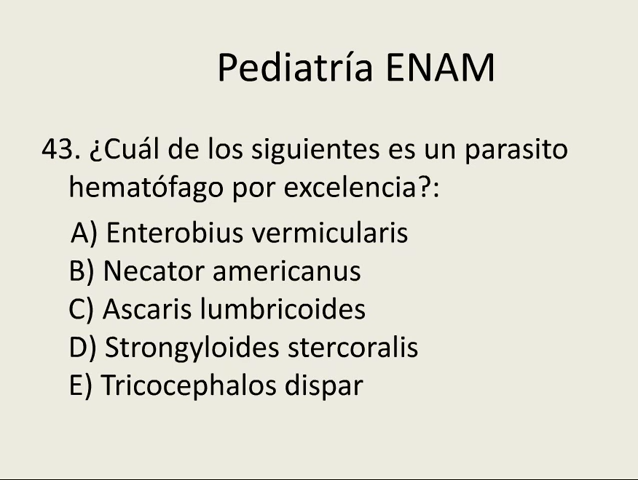 Pediatría ENAM
43. ¿Cuál de los siguientes es un parasito
hematófago por excelencia?:
A) Enterobius vermicularis
B) Necator americanus
C) Ascaris lumbricoides
D) Strongyloides stercoralis
E) Tricocephalos dispar